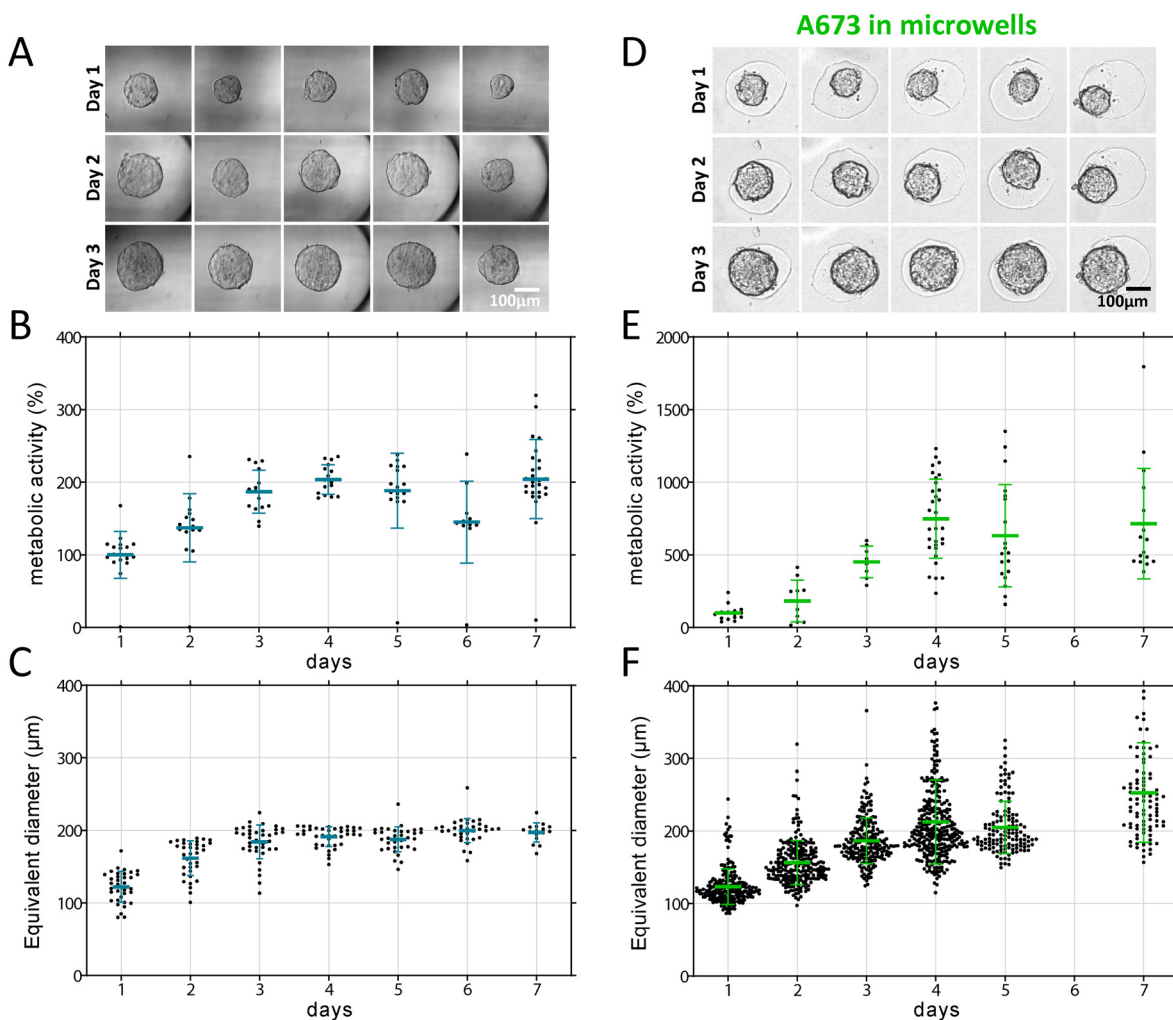 A
Day 1
Day 2
Day 3
100µm
B
metabolic activity (%)
400
300
200
100
0
1 2 3 4 5 6 7
days
C
Equivalent diameter (µm)
400
300
200
100
0
1 2 3 4 5 6 7
days
A673 in microwells
D
Day 1
Day 2
Day 3
100µm
E
metabolic activity (%)
2000
1500
1000
500
0
1 2 3 4 5 6 7
days
F
Equivalent diameter (µm)
400
300
200
100
0
1 2 3 4 5 6 7
days